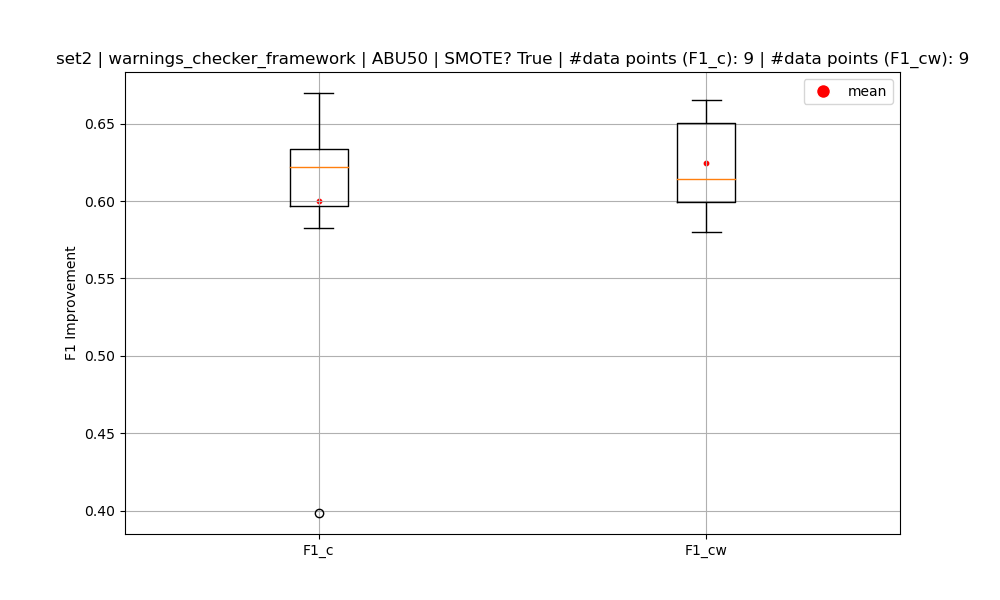 set2 | warnings_checker_framework | ABU50 | SMOTE? True | #data points (F1_c): 9 | #data points (F1_cw): 9
mean
0.65
0.60
0.55
0.50
0.45
0.40
F1 Improvement
F1_c
F1_cw